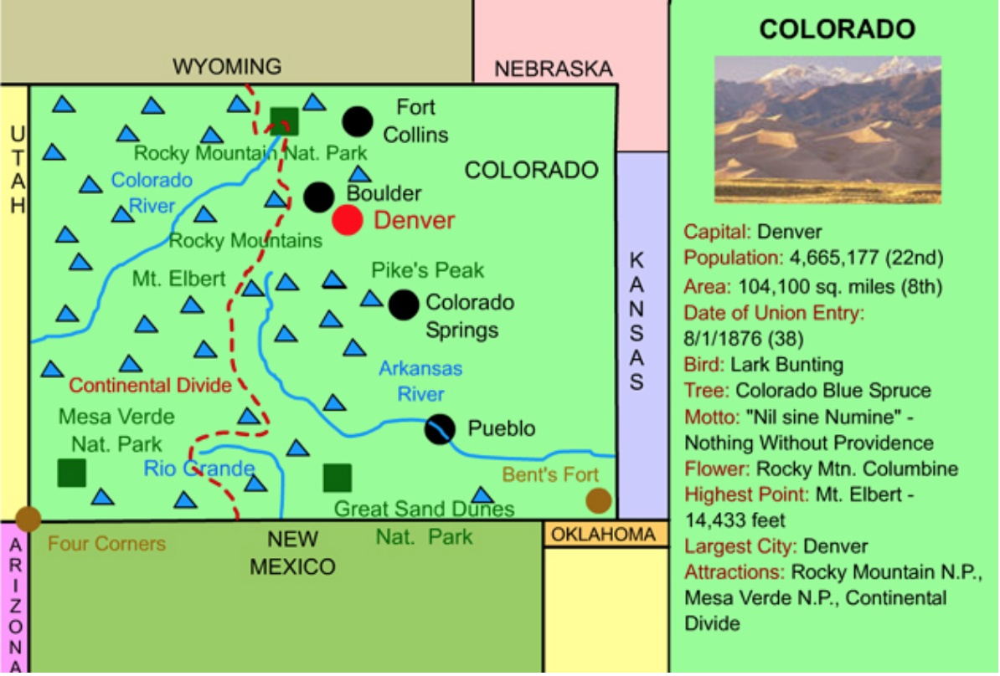 WYOMING
NEBRASKA
UTAH
Fort
Collins
Rocky Mountain Nat. Park
COLORADO
Colorado
River
Boulder
Denver
Rocky Mountains
Mt. Elbert
Pike's Peak
Colorado
Springs
KANSAS
Arkansas
River
Continental Divide
Mesa Verde
Nat. Park
Pueblo
Rio Grande
Bent's Fort
Great Sand Dunes
Nat. Park
Four Corners
NEW
MEXICO
OKLAHOMA
ARIZONA
COLORADO
Capital: Denver
Population: 4,665,177 (22nd)
Area: 104,100 sq. miles (8th)
Date of Union Entry:
8/1/1876 (38)
Bird: Lark Bunting
Tree: Colorado Blue Spruce
Motto: "Nil sine Numine" -
Nothing Without Providence
Flower: Rocky Mtn. Columbine
Highest Point: Mt. Elbert -
14,433 feet
Largest City: Denver
Attractions: Rocky Mountain N.P.,
Mesa Verde N.P., Continental
Divide